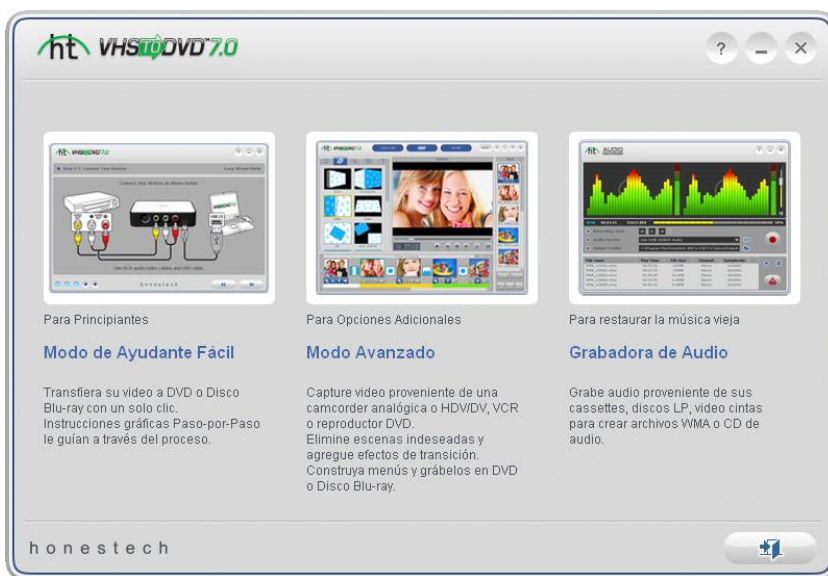 ht VHSTODVD 7.0
?
Para Principiantes
Modo de Ayudante Fácil
Transfiera su video a DVD o Disco
Blu-ray con un solo clic.
Instrucciones gráficas Paso-por-Paso
le guían a través del proceso.
Para Opciones Adicionales
Modo Avanzado
Capture video proveniente de una
camcorder analógica o HDV/DV, VCR
o reproductor DVD.
Elimine escenas indeseadas y
agregue efectos de transición.
Construya menús y grábelos en DVD
o Disco Blu-ray.
Para restaurar la música vieja
Grabadora de Audio
Grabe audio proveniente de sus
cassettes, discos LP, video cintas
para crear archivos WMA o CD de
audio.
honestech